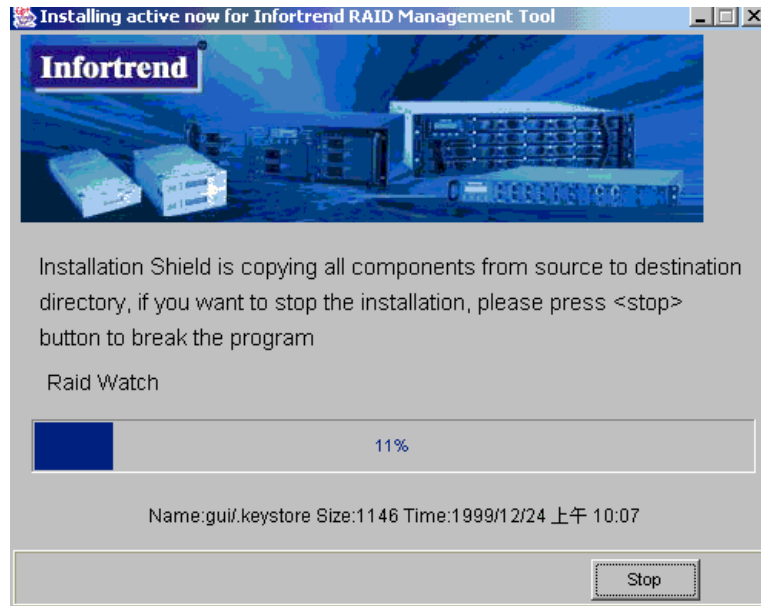 Installing active now for Infortrend RAID Management Tool
Infortrend
Installation Shield is copying all components from source to destination
directory, if you want to stop the installation, please press <stop>
button to break the program
Raid Watch
11%
Name:gui/.keystore Size:1146 Time:1999/12/24 上午 10:07
Stop